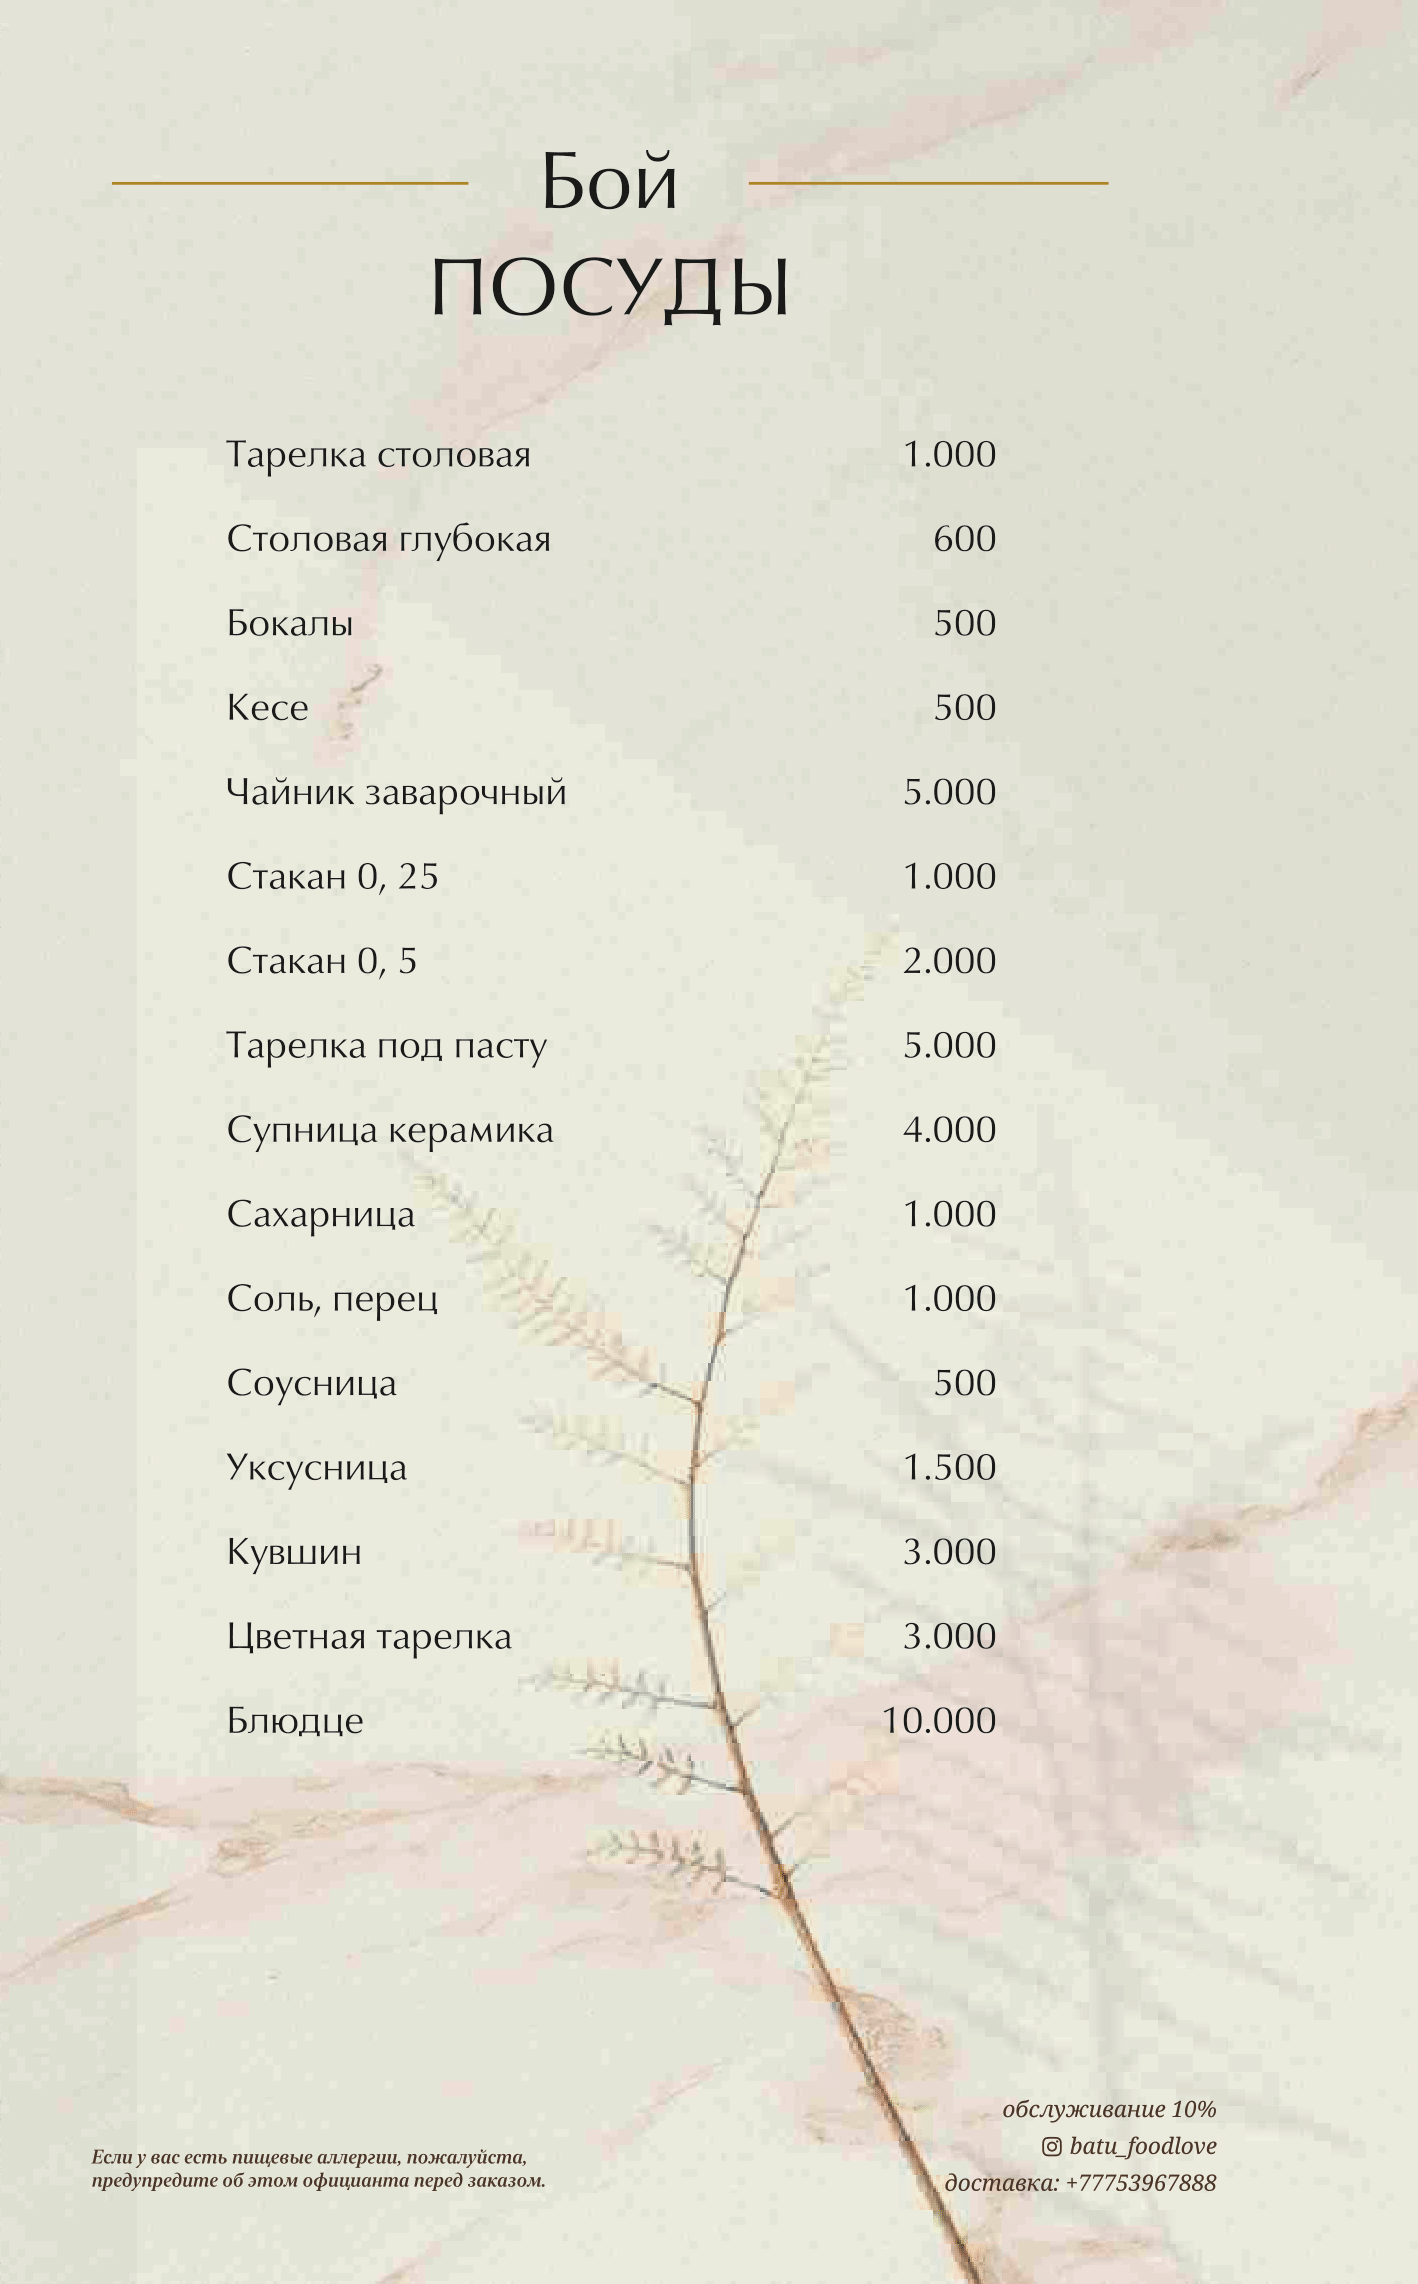 Бой
ПОСУДЫ
Тарелка столовая 1.000
Столовая глубокая 600
Бокалы 500
Кесе 500
Чайник заварочный 5.000
Стакан 0, 25 1.000
Стакан 0, 5 2.000
Тарелка под пасту 5.000
Супница керамика 4.000
Сахарница 1.000
Соль, перец 1.000
Соусница 500
Уксусница 1.500
Кувшин 3.000
Цветная тарелка 3.000
Блюдце 10.000
Если у вас есть пищевые аллергии, пожалуйста,
предупредите об этом официанта перед заказом.
обслуживание 10%
batu_foodlove
доставка: +77753967888